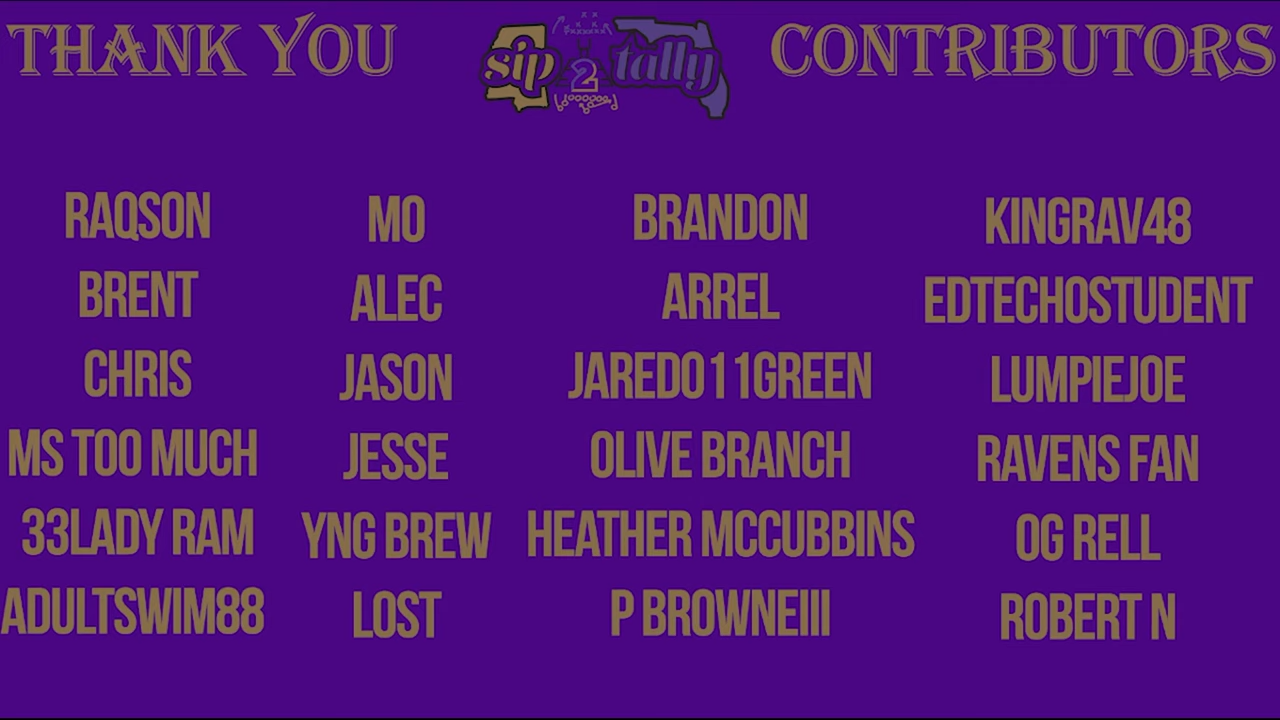 THANK YOU
sip 2 tally
CONTRIBUTORS
RAQSON
BRENT
CHRIS
MS TOO MUCH
33LADY RAM
ADULTSWIM88
MO
ALEC
JASON
JESSE
YNG BREW
LOST
BRANDON
ARREL
JAREDO11GREEN
OLIVE BRANCH
HEATHER MCCUBBINS
P BROWNEIII
KINGRAV48
EDTECHOSTUDENT
LUMPIEJOE
RAVENS FAN
OG RELL
ROBERT N